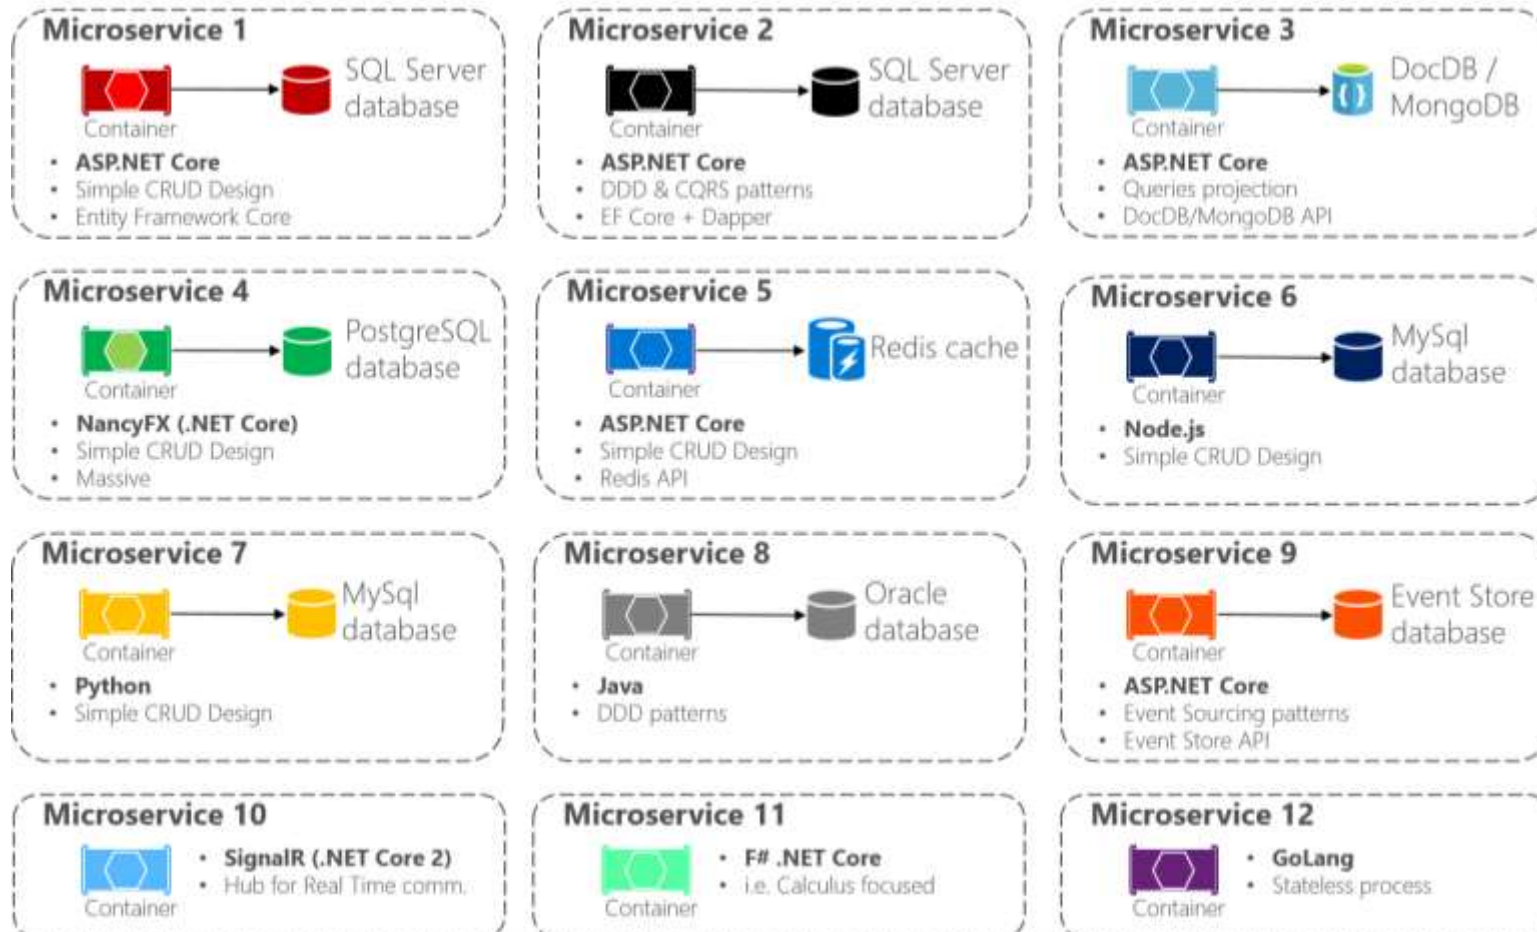 Microservice 1
SQL Server
database
Container
• ASP.NET Core
• Simple CRUD Design
• Entity Framework Core
Microservice 2
SQL Server
database
Container
• ASP.NET Core
• DDD & CQRS patterns
• EF Core + Dapper
Microservice 3
DocDB /
MongoDB
Container
• ASP.NET Core
• Queries projection
• DocDB/MongoDB API
Microservice 4
PostgreSQL
database
Container
• NancyFX (.NET Core)
• Simple CRUD Design
• Massive
Microservice 5
Redis cache
Container
• ASP.NET Core
• Simple CRUD Design
• Redis API
Microservice 6
MySql
database
Container
• Node.js
• Simple CRUD Design
Microservice 7
MySql
database
Container
• Python
• Simple CRUD Design
Microservice 8
Oracle
database
Container
• Java
• DDD patterns
Microservice 9
Event Store
database
Container
• ASP.NET Core
• Event Sourcing patterns
• Event Store API
Microservice 10
• SignalR (.NET Core 2)
• Hub for Real Time comm.
Container
Microservice 11
• F# .NET Core
• i.e. Calculus focused
Container
Microservice 12
• GoLang
• Stateless process
Container